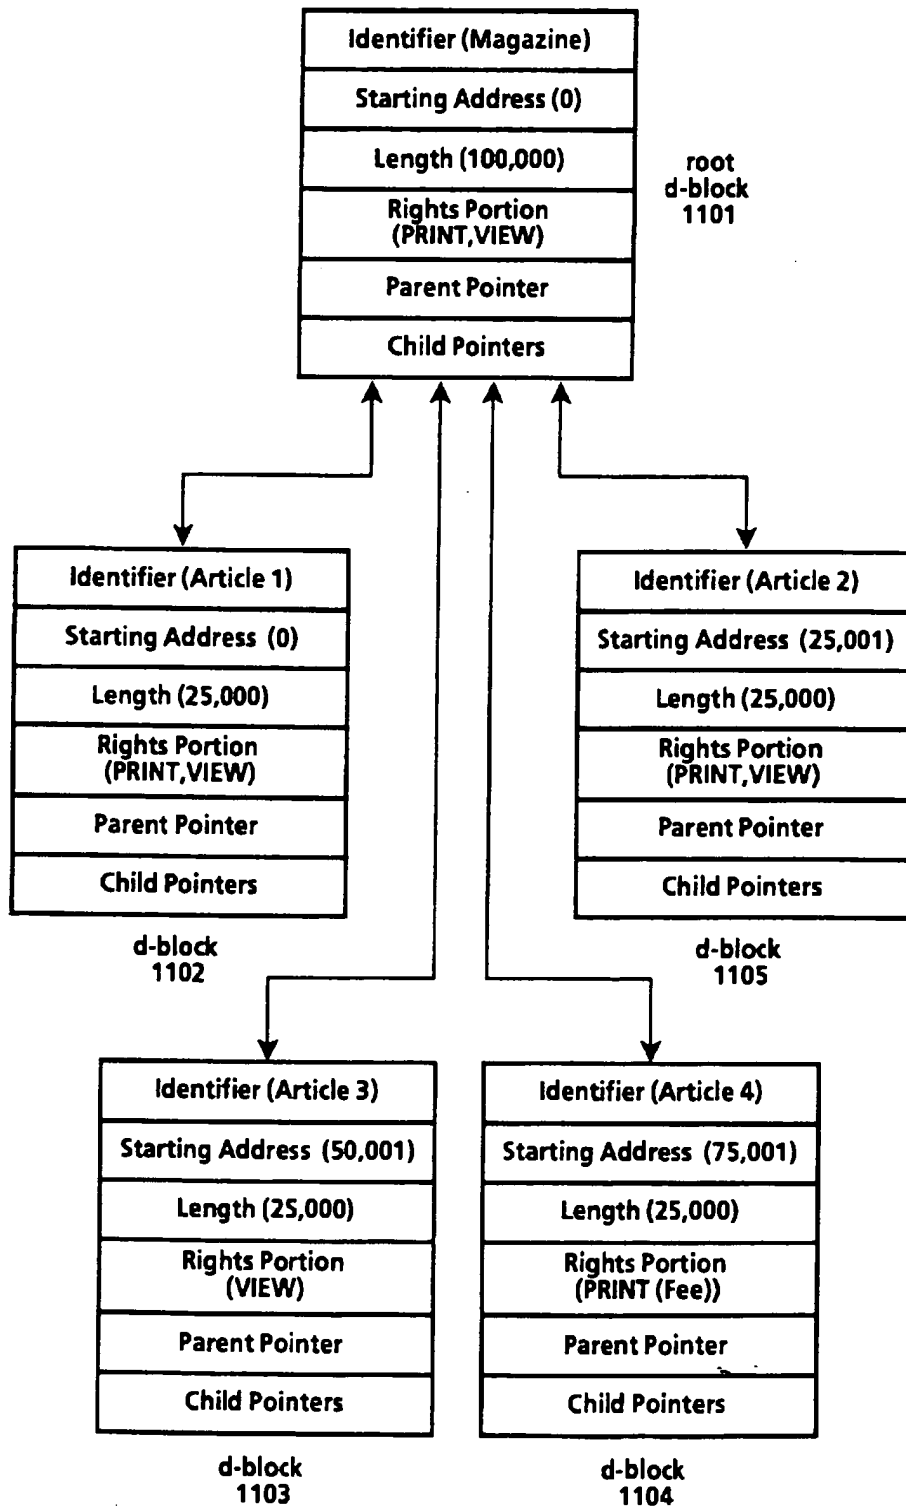 Identifier (Magazine)
Starting Address (0)
Length (100,000)
Rights Portion
(PRINT,VIEW)
Parent Pointer
Child Pointers
root
d-block
1101
Identifier (Article 1)
Starting Address (0)
Length (25,000)
Rights Portion
(PRINT,VIEW)
Parent Pointer
Child Pointers
d-block
1102
Identifier (Article 2)
Starting Address (25,001)
Length (25,000)
Rights Portion
(PRINT,VIEW)
Parent Pointer
Child Pointers
d-block
1105
Identifier (Article 3)
Starting Address (50,001)
Length (25,000)
Rights Portion
(VIEW)
Parent Pointer
Child Pointers
d-block
1103
Identifier (Article 4)
Starting Address (75,001)
Length (25,000)
Rights Portion
(PRINT (Fee))
Parent Pointer
Child Pointers
d-block
1104